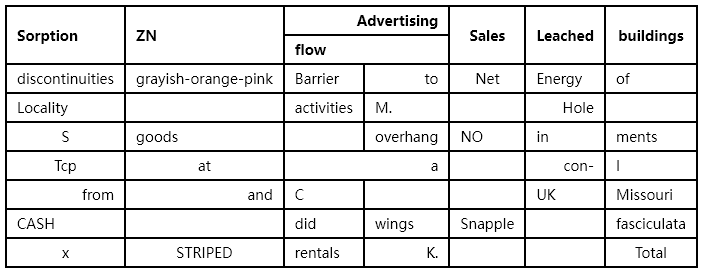 Sorption ZN Advertising Sales Leached buildings
flow
discontinuities grayish-orange-pink Barrier to Net Energy of
Locality activities M. Hole
S goods overhang NO in ments
Tcp at a con- I
from and C UK Missouri
CASH did wings Snapple fasciculata
x STRIPED rentals K. Total